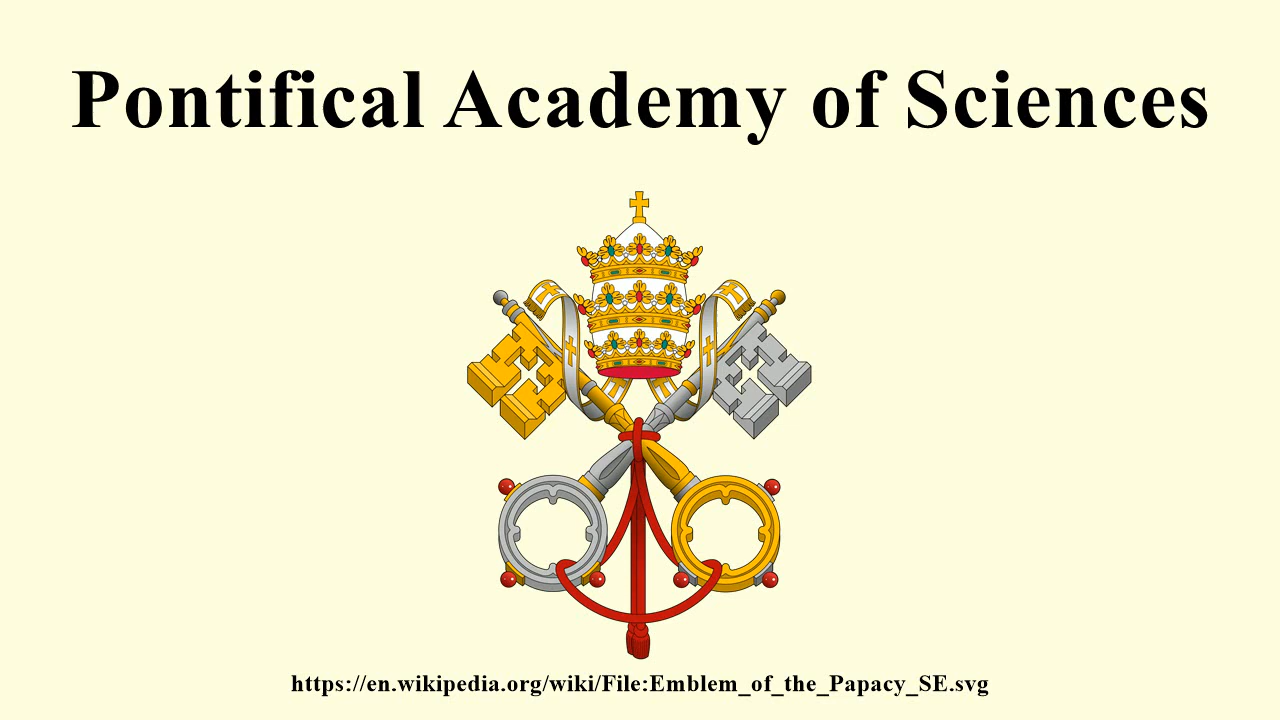 Pontifical Academy of Sciences
https://en.wikipedia.org/wiki/File:Emblem_of_the_Papacy_SE.svg